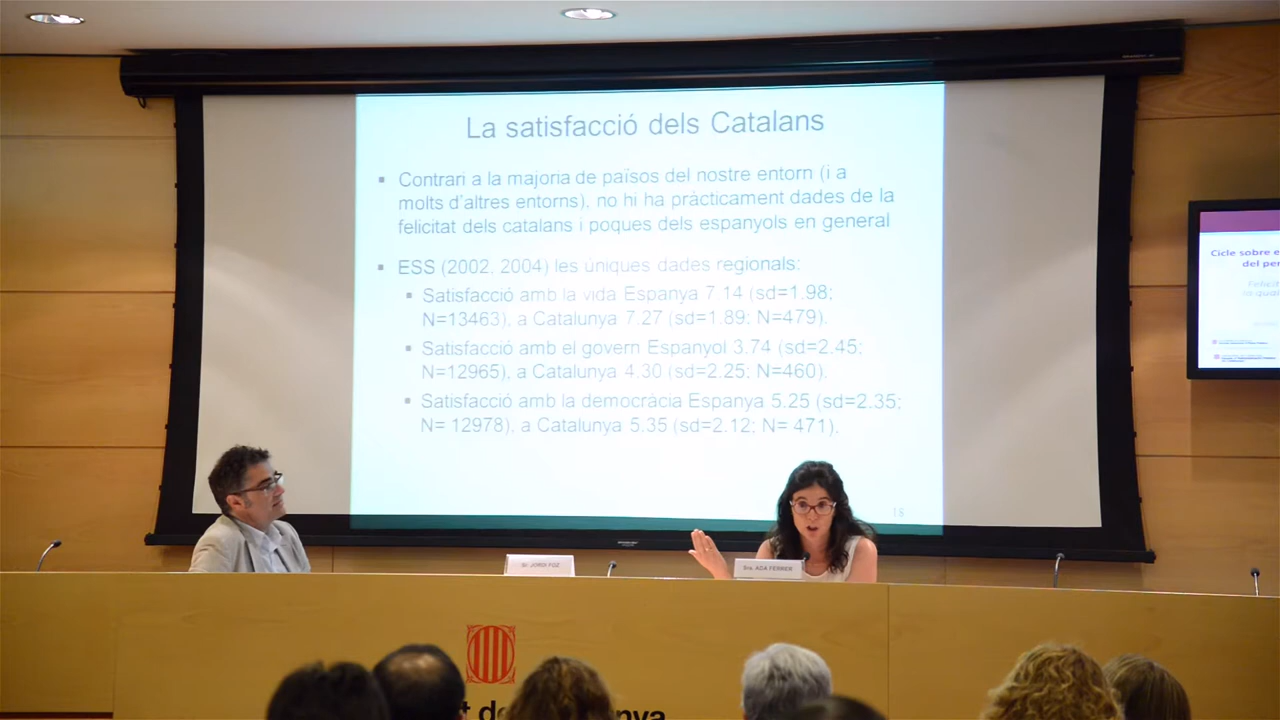 La satisfacció dels Catalans
▪ Contrari a la majoria de països del nostre entorn (i a
molts d'altres entorns), no hi ha pràcticament dades de la
felicitat dels catalans i poques dels espanyols en general
▪ ESS (2002, 2004) les úniques dades regionals:
▪ Satisfacció amb la vida Espanya 7.14 (sd=1.98;
N=13463), a Catalunya 7.27 (sd=1.89; N=479).
▪ Satisfacció amb el govern Espanyol 3.74 (sd=2.45;
N=12965), a Catalunya 4.30 (sd=2.25; N=460).
▪ Satisfacció amb la democràcia Espanya 5.25 (sd=2.35;
N= 12978), a Catalunya 5.35 (sd=2.12; N= 471).
Cicle sobre e
del per
Sr. JORDI FOZ
Sra. ADA FERRER